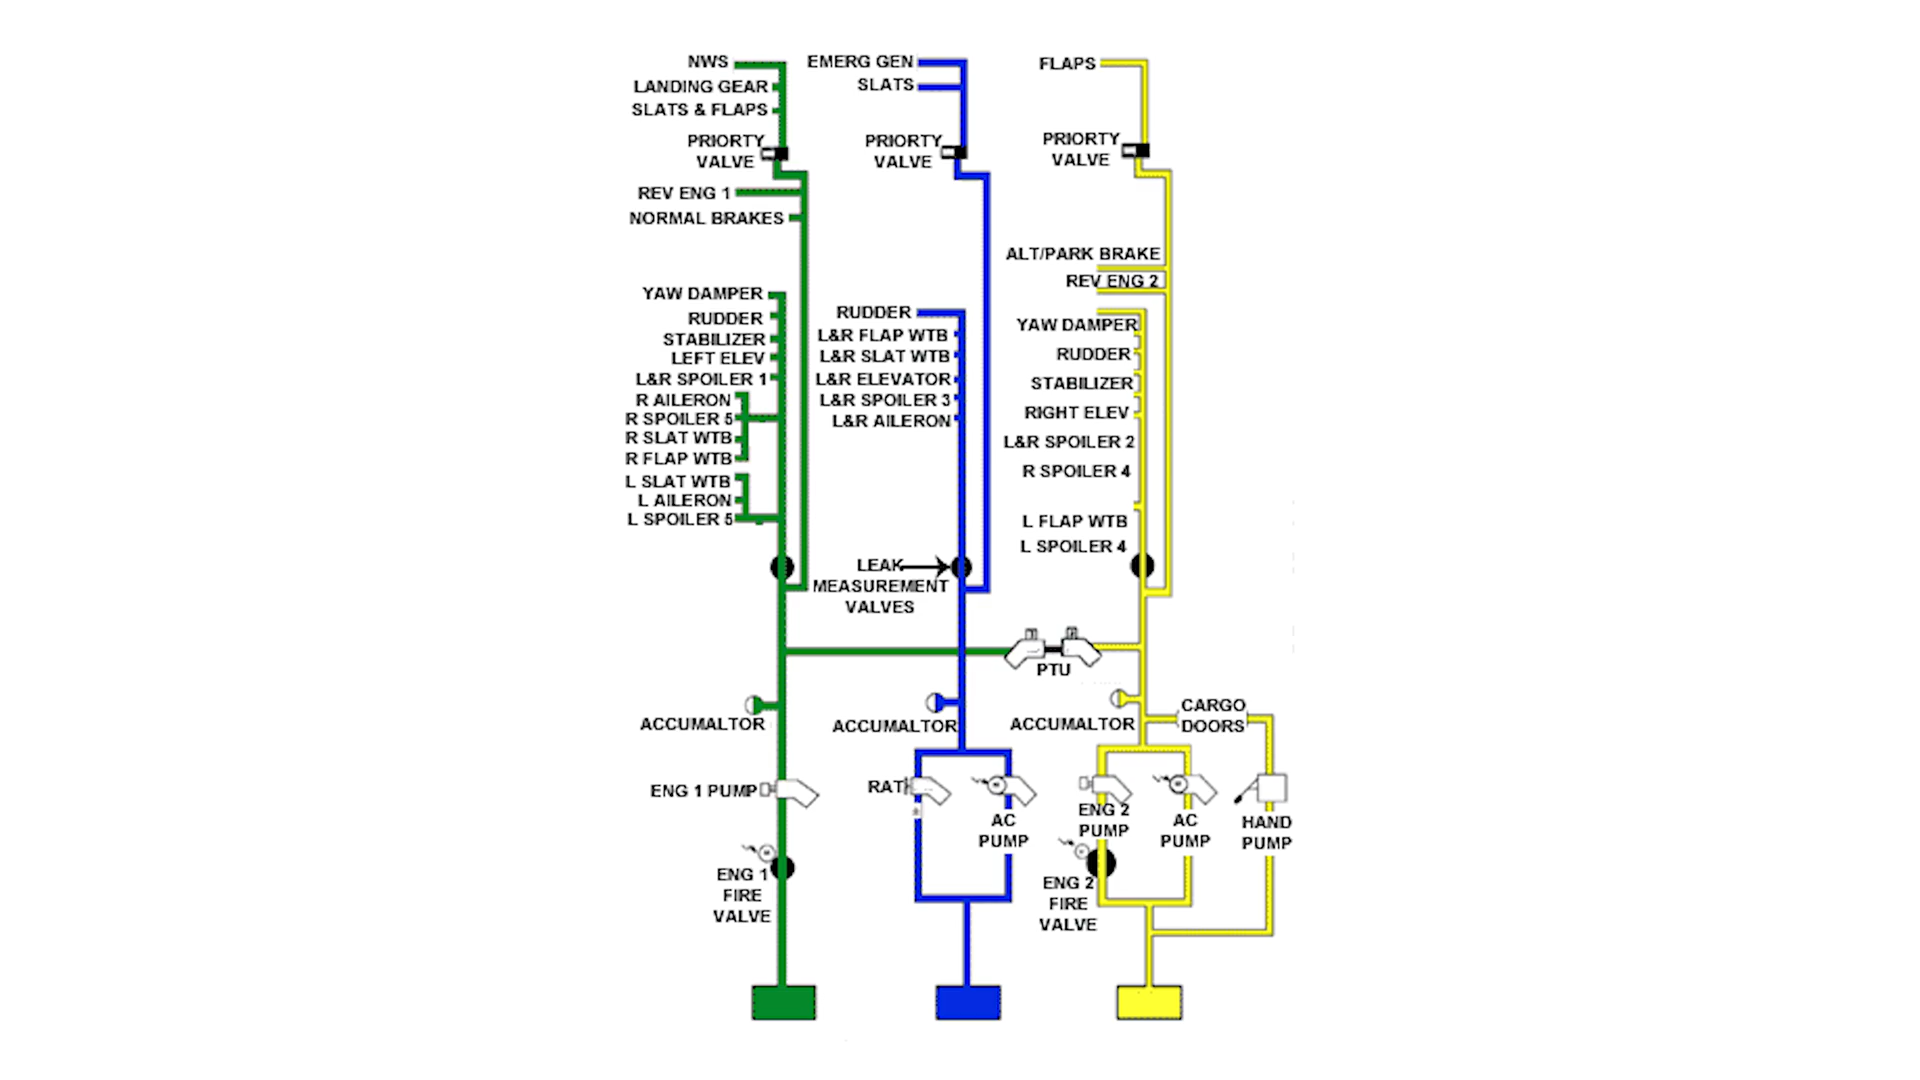 NWS
LANDING GEAR
SLATS & FLAPS
PRIORTY
VALVE
REV ENG 1
NORMAL BRAKES
YAW DAMPER
RUDDER
STABILIZER
LEFT ELEV
L&R SPOILER 1
R AILERON
R SPOILER 5
R SLAT WTB
R FLAP WTB
L SLAT WTB
L AILERON
L SPOILER 5
ACCUMALTOR
ENG 1 PUMP
ENG 1
FIRE
VALVE
EMERG GEN
SLATS
PRIORTY
VALVE
RUDDER
L&R FLAP WTB
L&R SLAT WTB
L&R ELEVATOR
L&R SPOILER 3
L&R AILERON
LEAK
MEASUREMENT
VALVES
ACCUMALTOR
RAT
AC
PUMP
FLAPS
PRIORTY
VALVE
ALT/PARK BRAKE
REV ENG 2
YAW DAMPER
RUDDER
STABILIZER
RIGHT ELEV
L&R SPOILER 2
R SPOILER 4
L FLAP WTB
L SPOILER 4
PTU
ACCUMALTOR
CARGO
DOORS
ENG 2
PUMP
AC
PUMP
HAND
PUMP
ENG 2
FIRE
VALVE